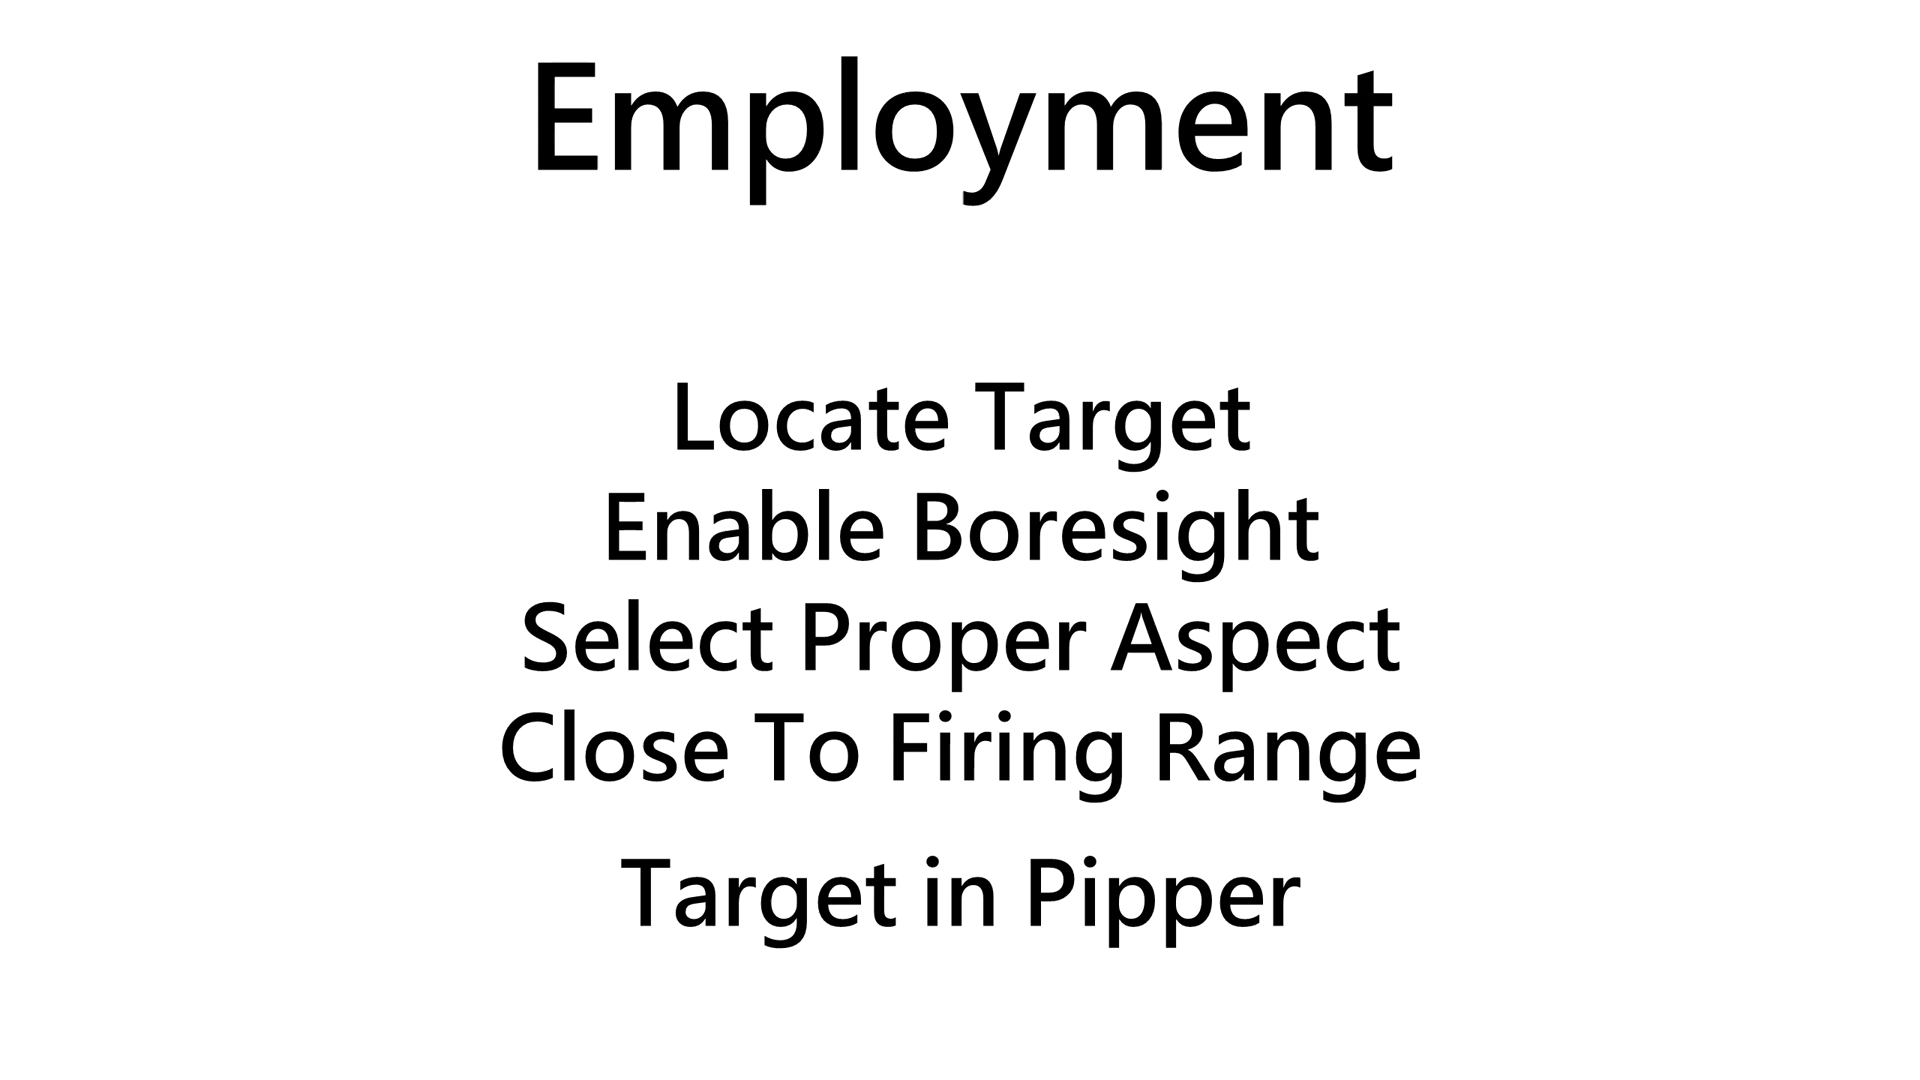 Employment
Locate Target
Enable Boresight
Select Proper Aspect
Close To Firing Range
Target in Pipper